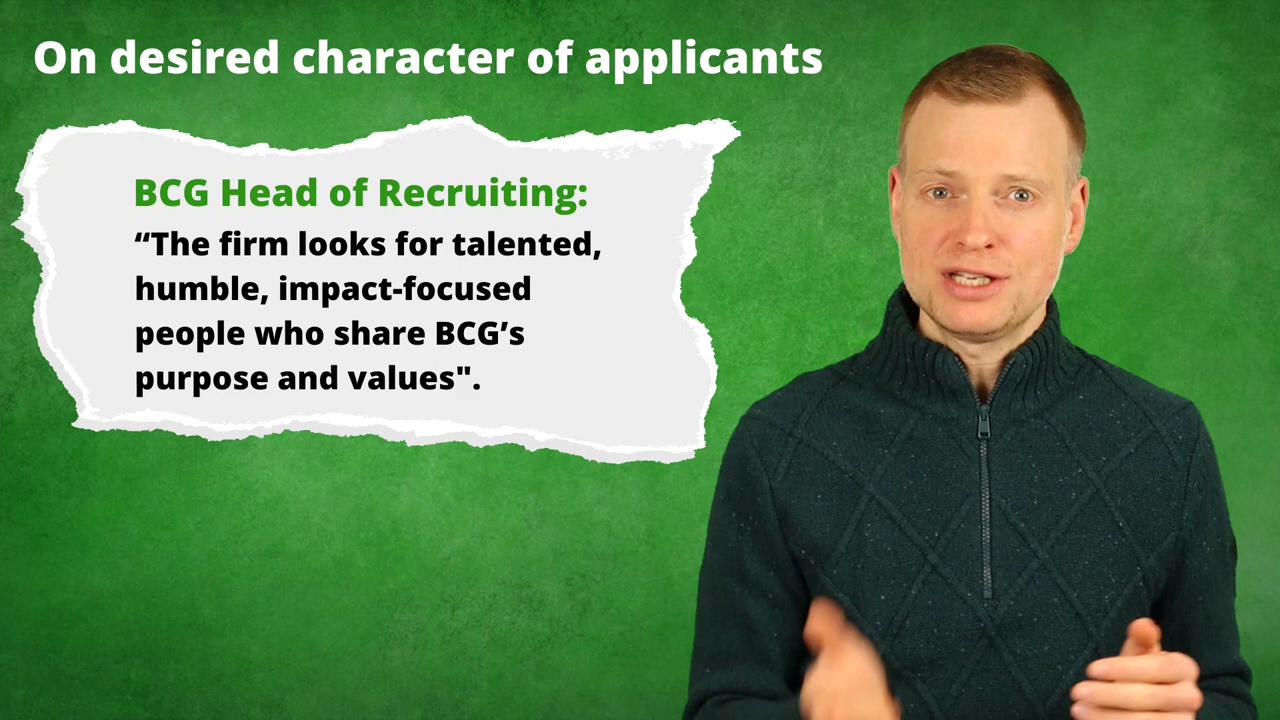 On desired character of applicants
BCG Head of Recruiting:
“The firm looks for talented,
humble, impact-focused
people who share BCG’s
purpose and values".